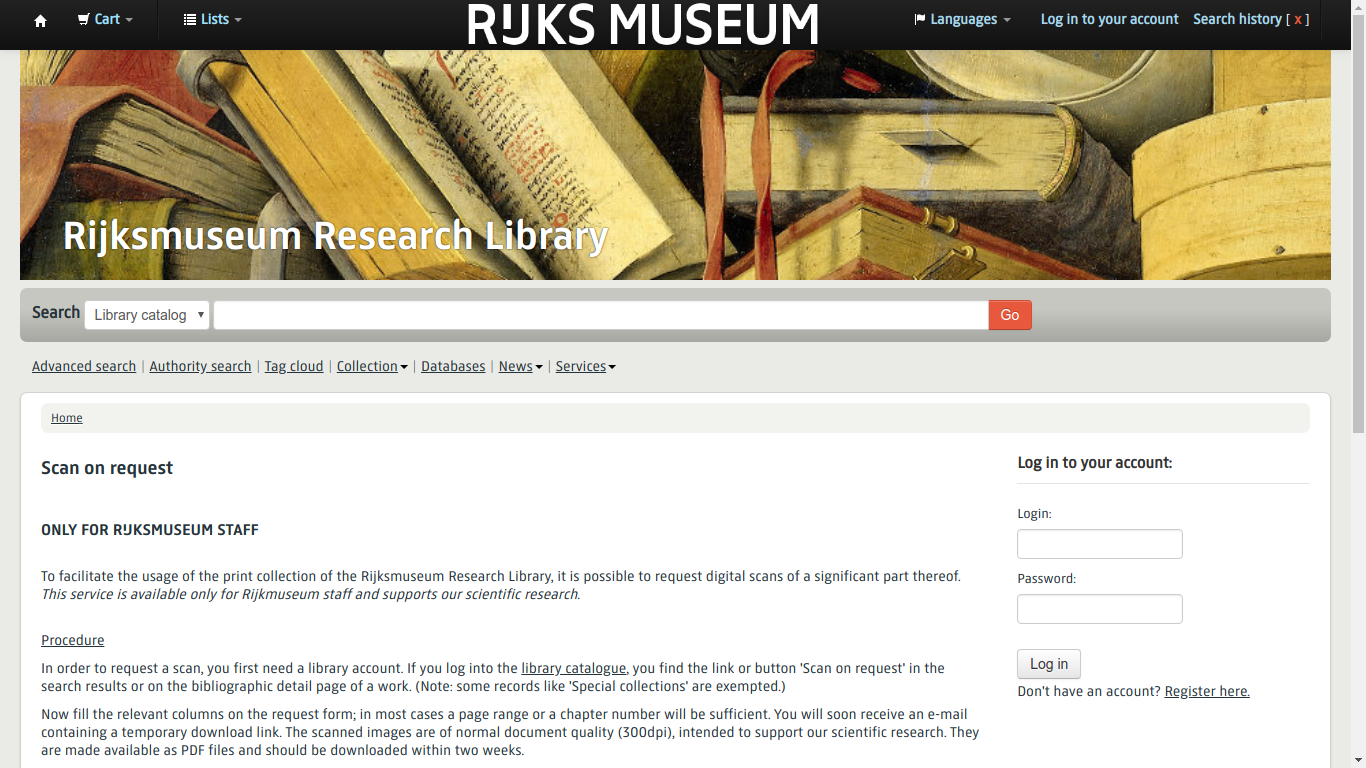 Cart
Lists
RIJKS MUSEUM
Languages
Log in to your account
Search history [ x ]
Rijksmuseum Research Library
Search
Library catalog
Go
Advanced search | Authority search | Tag cloud | Collection | Databases | News | Services
Home
Scan on request
ONLY FOR RIJKSMUSEUM STAFF
To facilitate the usage of the print collection of the Rijksmuseum Research Library, it is possible to request digital scans of a significant part thereof.
This service is available only for Rijkmuseum staff and supports our scientific research.
Procedure
In order to request a scan, you first need a library account. If you log into the library catalogue, you find the link or button 'Scan on request' in the
search results or on the bibliographic detail page of a work. (Note: some records like 'Special collections' are exempted.)
Now fill the relevant columns on the request form; in most cases a page range or a chapter number will be sufficient. You will soon receive an e-mail
containing a temporary download link. The scanned images are of normal document quality (300dpi), intended to support our scientific research. They
are made available as PDF files and should be downloaded within two weeks.
Log in to your account:
Login:
Password:
Log in
Don't have an account? Register here.